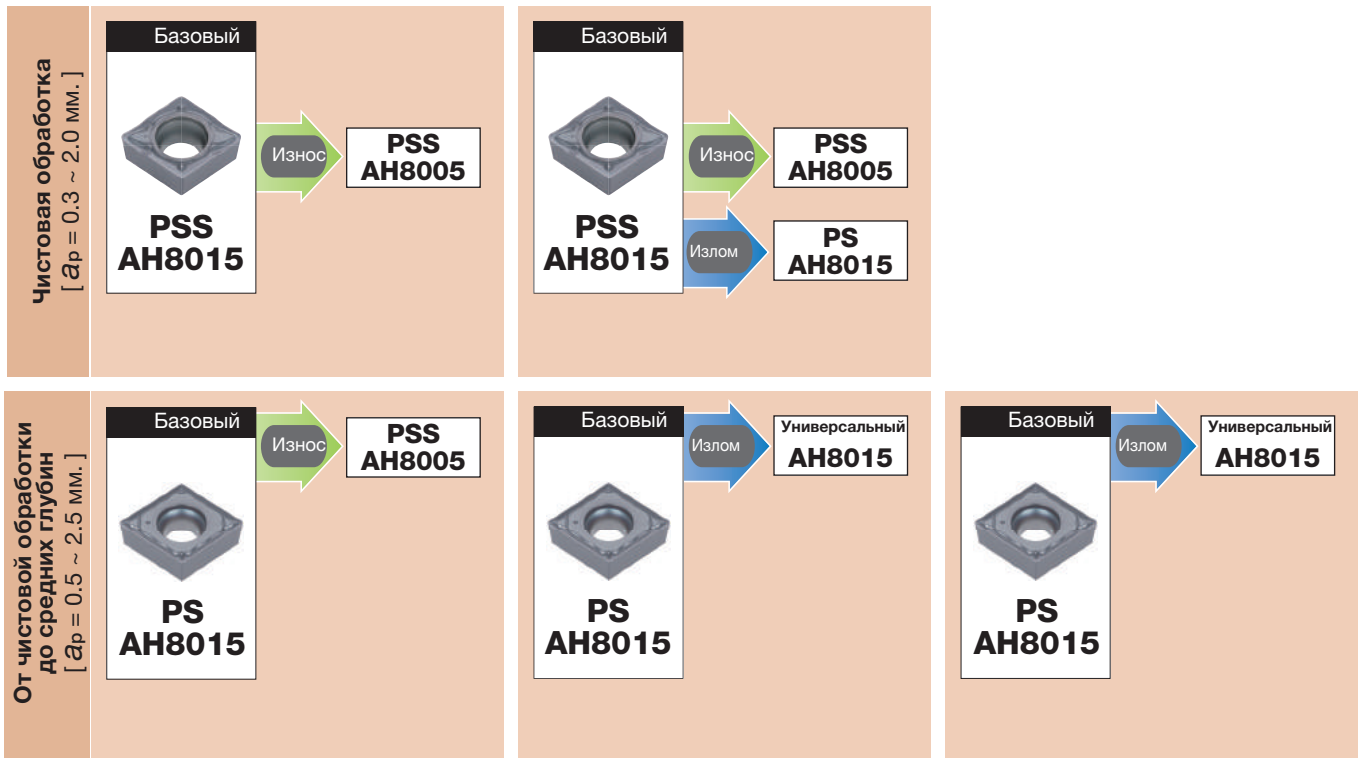 Чистовая обработка
[ ap = 0.3 ~ 2.0 мм. ]
Базовый
PSS
AH8015
Износ
PSS
AH8005
Базовый
PSS
AH8015
Износ
PSS
AH8005
Излом
PS
AH8015
От чистовой обработки
до средних глубин
[ ap = 0.5 ~ 2.5 мм. ]
Базовый
PS
AH8015
Износ
PSS
AH8005
Базовый
PS
AH8015
Излом
Универсальный
AH8015
Базовый
PS
AH8015
Излом
Универсальный
AH8015